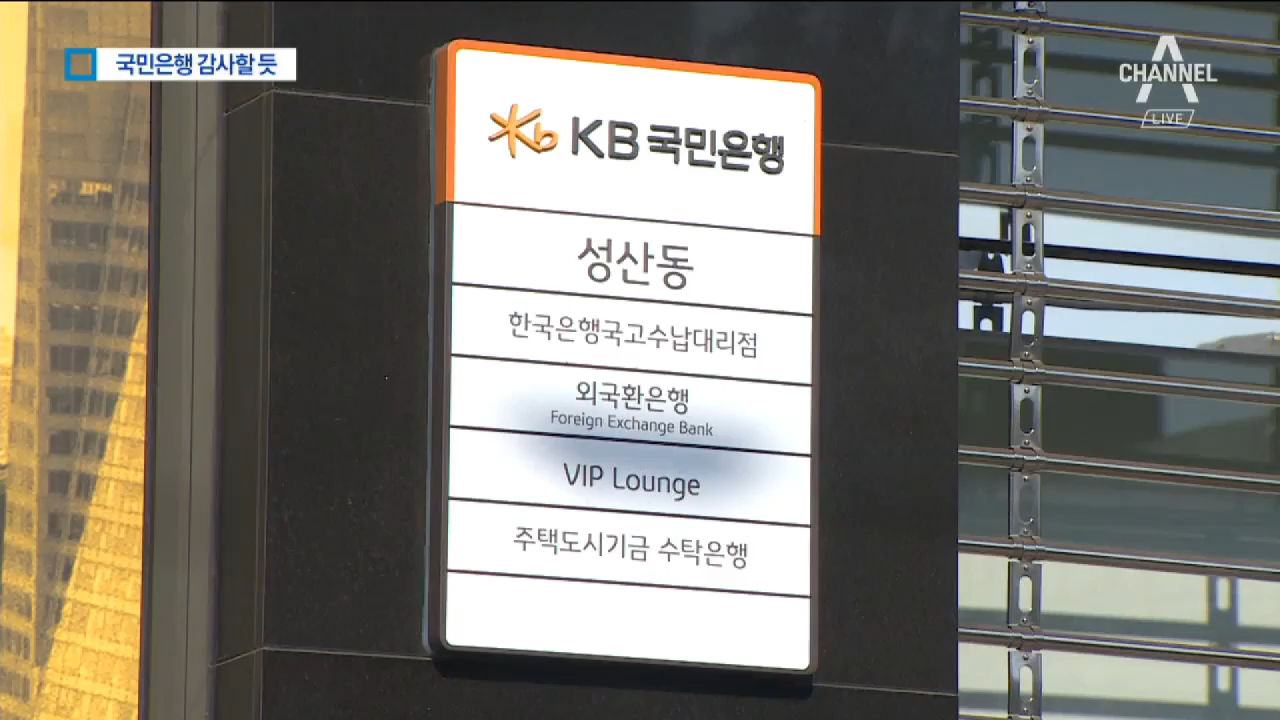 국민은행 감사할 듯
CHANNEL A
LIVE
Kb KB 국민은행
성산동
한국은행국고수납대리점
외국환은행
Foreign Exchange Bank
VIP Lounge
주택도시기금 수탁은행